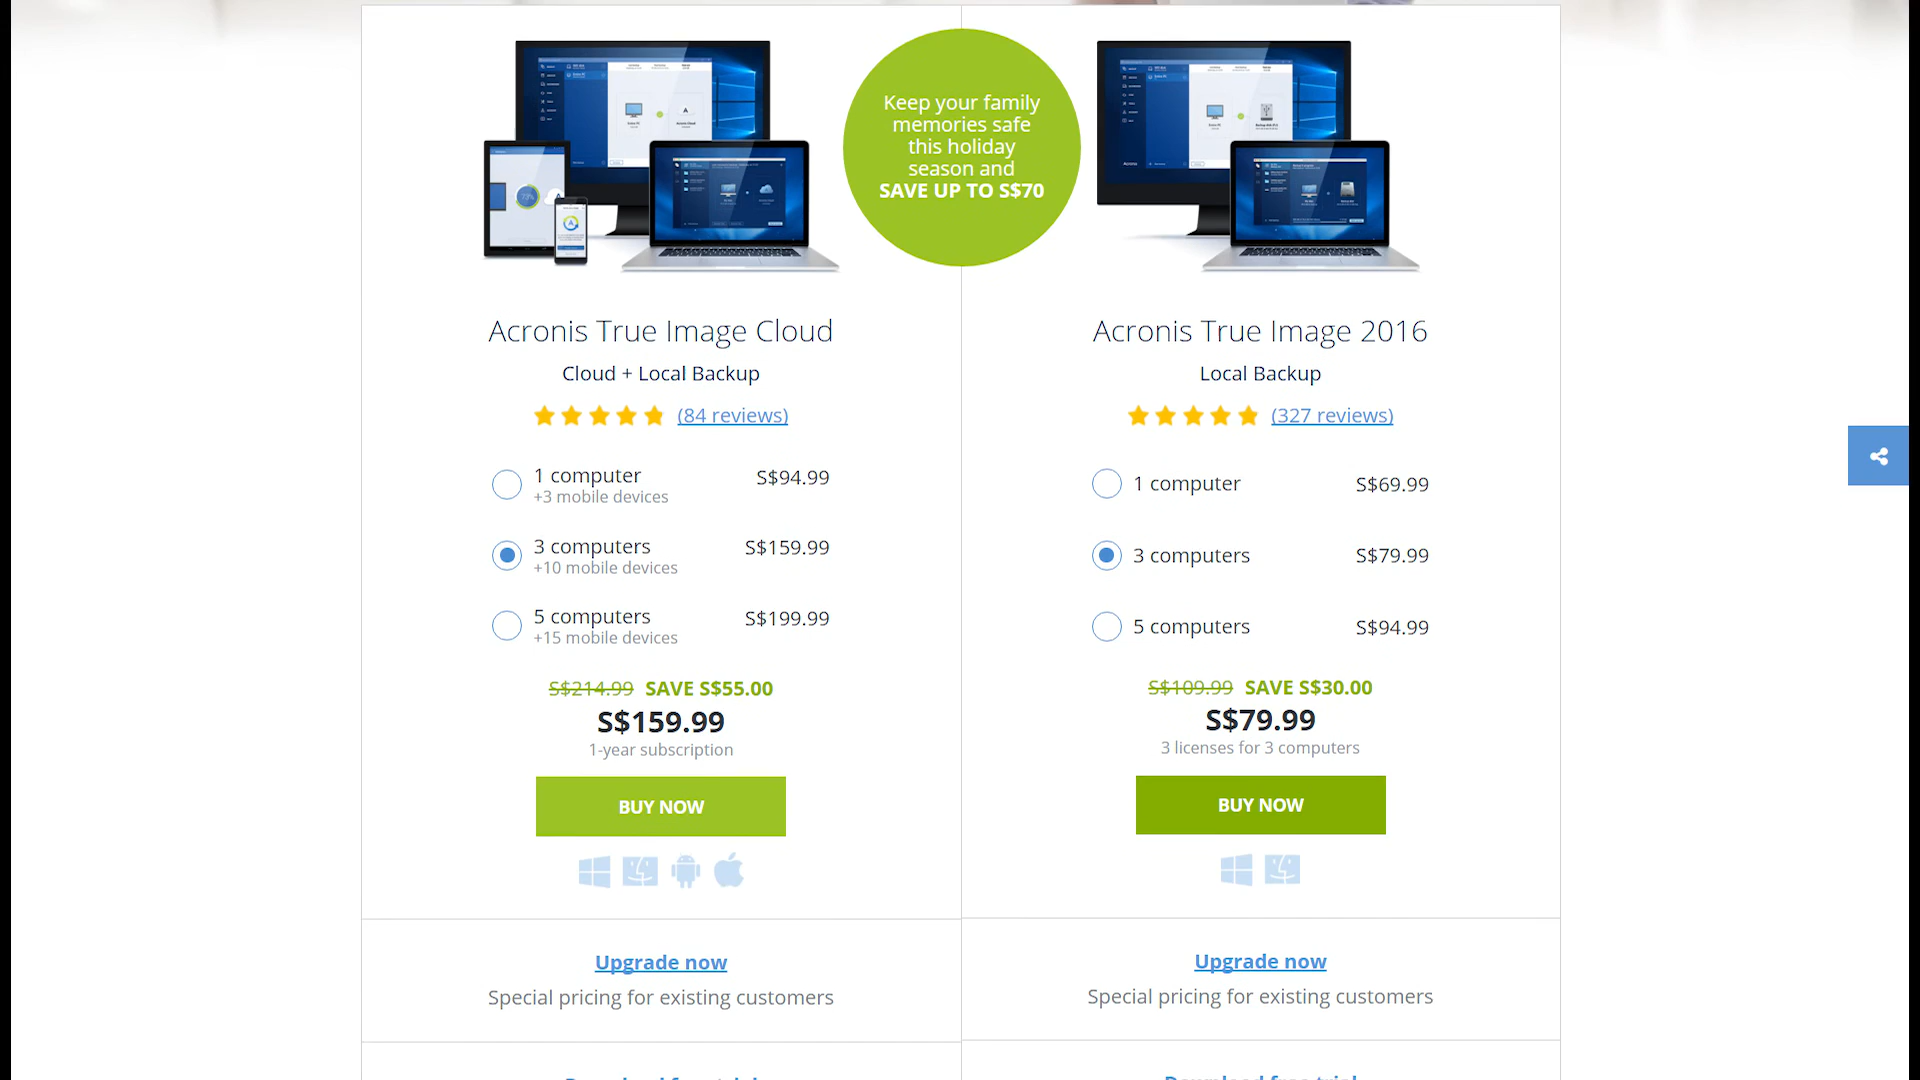 Keep your family
memories safe
this holiday
season and
SAVE UP TO S$70
Acronis True Image Cloud
Cloud + Local Backup
(84 reviews)
1 computer
+3 mobile devices
S$94.99
3 computers
+10 mobile devices
S$159.99
5 computers
+15 mobile devices
S$199.99
S$214.99 SAVE S$55.00
S$159.99
1-year subscription
BUY NOW
Upgrade now
Special pricing for existing customers
Acronis True Image 2016
Local Backup
(327 reviews)
1 computer S$69.99
3 computers S$79.99
5 computers S$94.99
S$109.99 SAVE S$30.00
S$79.99
3 licenses for 3 computers
BUY NOW
Upgrade now
Special pricing for existing customers